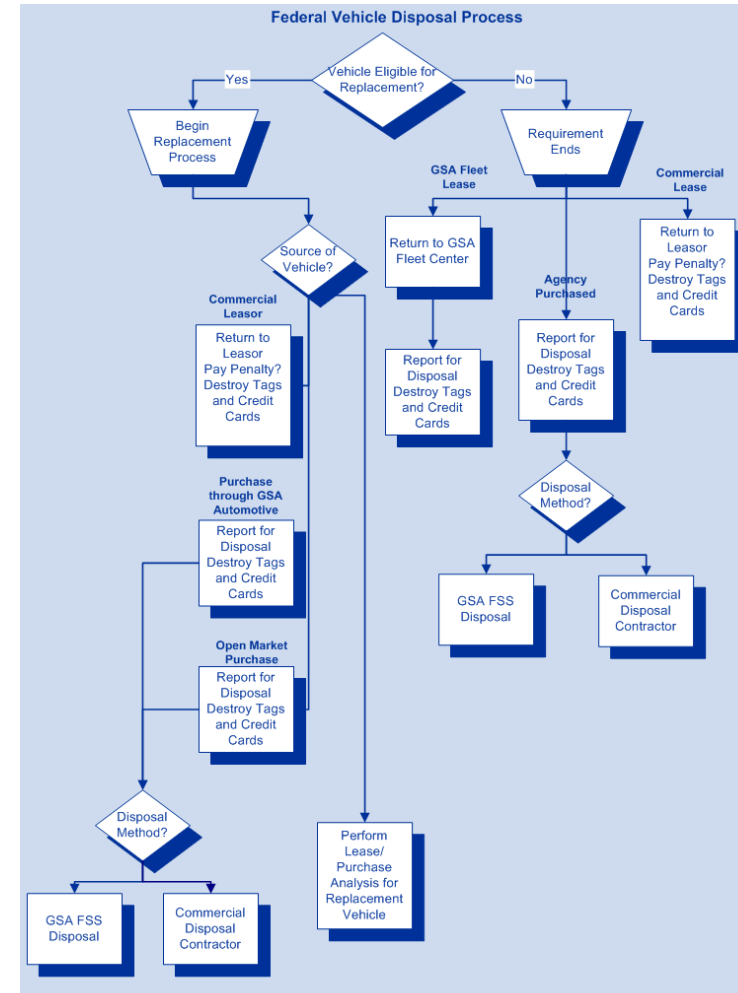 Federal Vehicle Disposal Process
Vehicle Eligible for
Replacement?
Yes
No
Begin
Replacement
Process
Requirement
Ends
GSA Fleet
Lease
Commercial
Lease
Return to GSA
Fleet Center
Return to
Leasor
Pay Penalty?
Destroy Tags
and Credit
Cards
Source of
Vehicle?
Agency
Purchased
Commercial
Leasor
Return to
Leasor
Pay Penalty?
Destroy Tags
and Credit
Cards
Report for
Disposal
Destroy Tags
and Credit
Cards
Report for
Disposal
Destroy Tags
and Credit
Cards
Purchase
through GSA
Automotive
Report for
Disposal
Destroy Tags
and Credit
Cards
Disposal
Method?
GSA FSS
Disposal
Commercial
Disposal
Contractor
Open Market
Purchase
Report for
Disposal
Destroy Tags
and Credit
Cards
Disposal
Method?
Perform
Lease/
Purchase
Analysis for
Replacement
Vehicle
GSA FSS
Disposal
Commercial
Disposal
Contractor